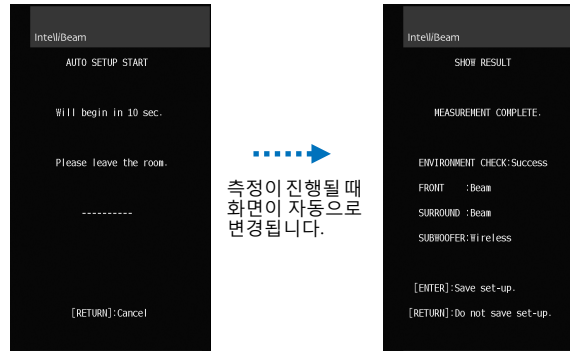 IntelliBeam
AUTO SETUP START
Will begin in 10 sec.
Please leave the room.
----------
[RETURN]:Cancel
측정이 진행될 때
화면이 자동으로
변경됩니다.
IntelliBeam
SHOW RESULT
MEASUREMENT COMPLETE.
ENVIRONMENT CHECK:Success
FRONT :Beam
SURROUND :Beam
SUBWOOFER:Wireless
[ENTER]:Save set-up.
[RETURN]:Do not save set-up.